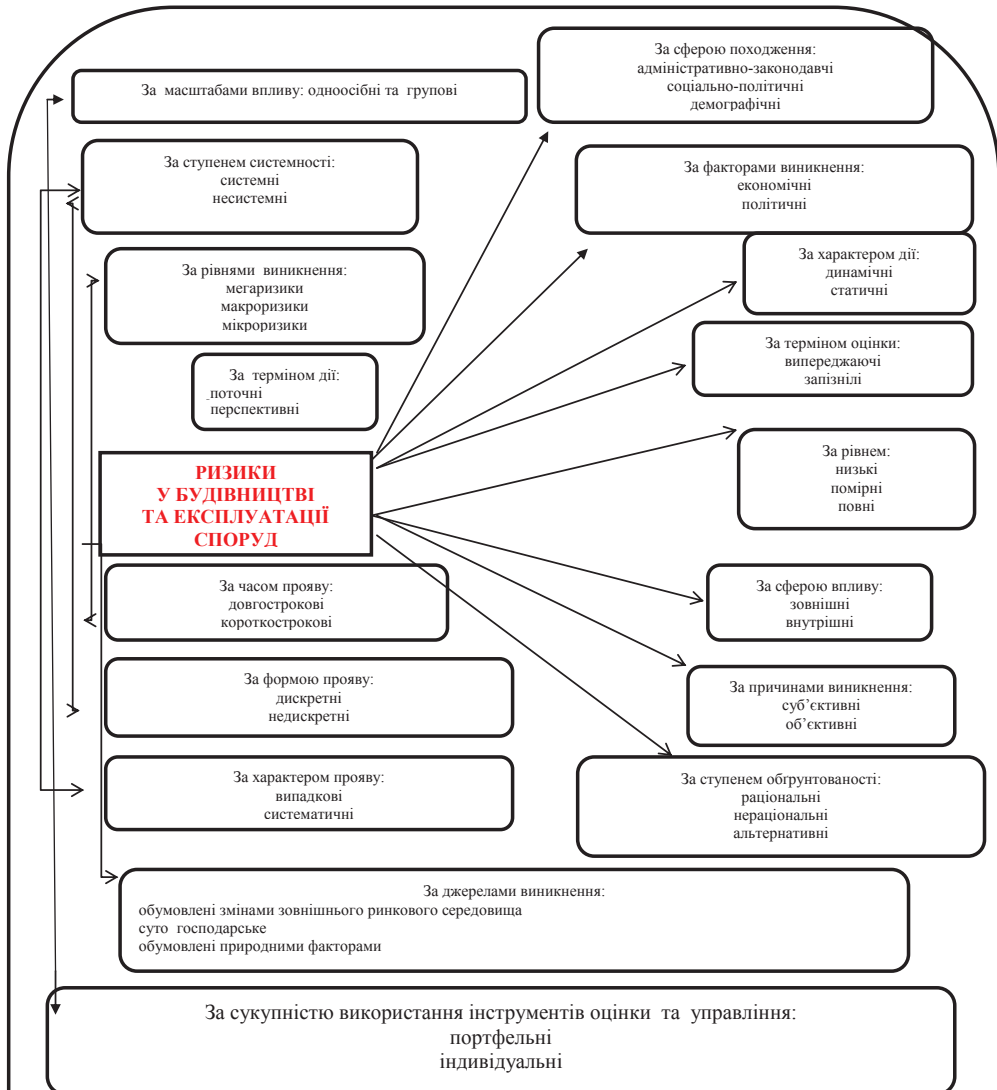 За сферою походження:
адміністративно-законодавчі
соціально-політичні
демографічні
За масштабами впливу: одноосібні та групові
За ступенем системності:
системні
несистемні
За факторами виникнення:
економічні
політичні
За характером дії:
динамічні
статичні
За рівнями виникнення:
мегаризики
макроризики
мікроризики
За терміном оцінки:
випереджаючі
запізнілі
За терміном дії:
поточні
перспективні
За рівнем:
низькі
помірні
повні
РИЗИКИ
У БУДІВНИЦТВІ
ТА ЕКСПЛУАТАЦІЇ
СПОРУД
За часом прояву:
довгострокові
короткострокові
За сферою впливу:
зовнішні
внутрішні
За формою прояву:
дискретні
недискретні
За причинами виникнення:
суб’єктивні
об’єктивні
За характером прояву:
випадкові
систематичні
За ступенем обґрунтованості:
раціональні
нераціональні
альтернативні
За джерелами виникнення:
обумовлені змінами зовнішнього ринкового середовища
суто господарське
обумовлені природними факторами
За сукупністю використання інструментів оцінки та управління:
портфельні
індивідуальні